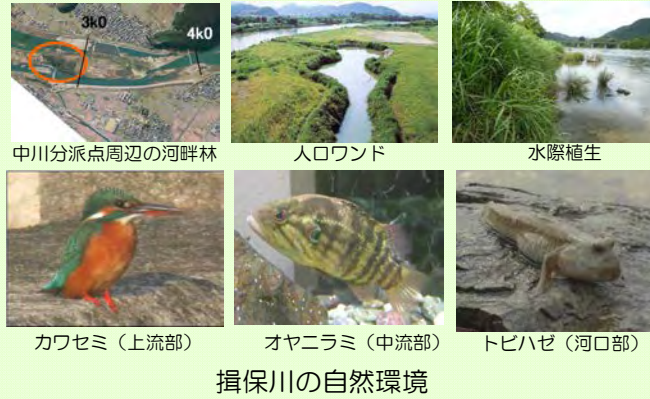 3k0
4k0
中川分派点周辺の河畔林
人口ワンド
水際植生
カワセミ（上流部）
オヤニラミ（中流部）
トビハゼ（河口部）
揖保川の自然環境